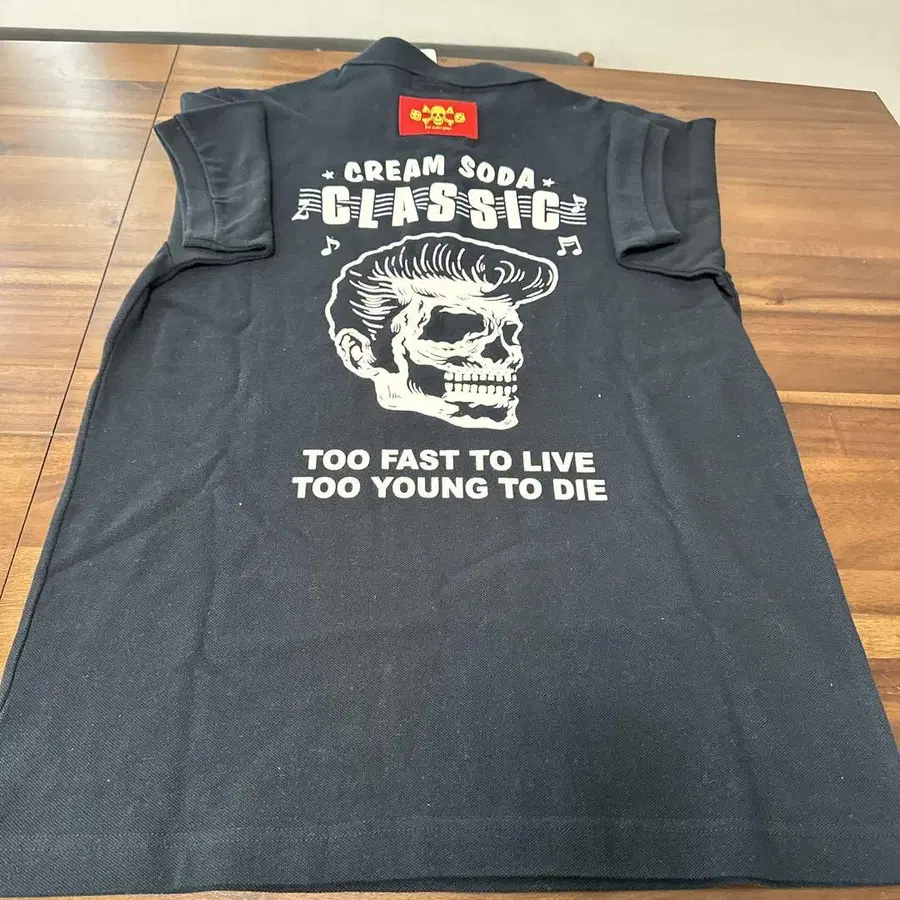 CREAM SODA
CLASSIC
TOO FAST TO LIVE
TOO YOUNG TO DIE